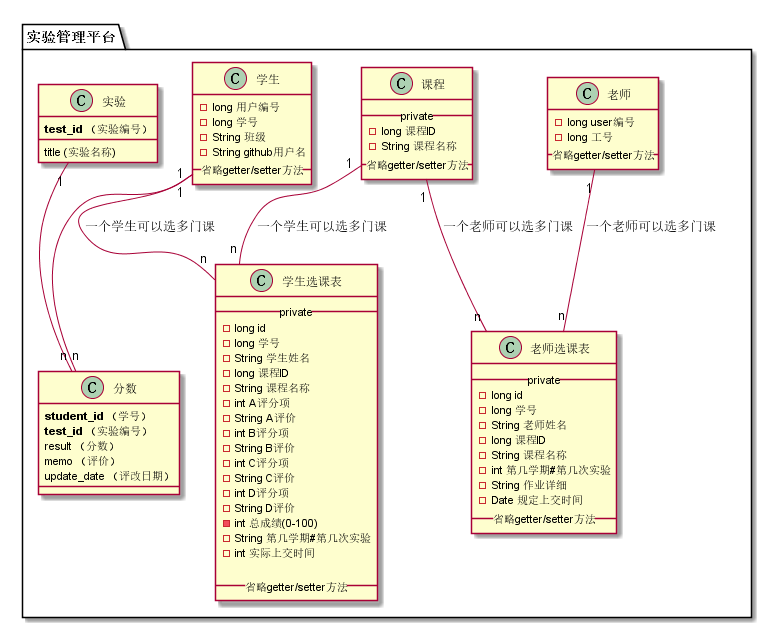 实验管理平台
C 实验
test_id （实验编号）
title (实验名称)
C 学生
long 用户编号
long 学号
String 班级
String github用户名
省略getter/setter方法
C 课程
private
long 课程ID
String 课程名称
省略getter/setter方法
C 老师
long user编号
long 工号
省略getter/setter方法
1
1
1
1
1
1
一个学生可以选多门课
一个学生可以选多门课
一个老师可以选多门课
一个老师可以选多门课
n
n
n
n
n
n
C 分数
student_id （学号）
test_id （实验编号）
result （分数）
memo （评价）
update_date （评改日期）
C 学生选课表
private
long id
long 学号
String 学生姓名
long 课程ID
String 课程名称
int A评分项
String A评价
int B评分项
String B评价
int C评分项
String C评价
int D评分项
String D评价
int 总成绩(0-100)
String 第几学期#第几次实验
int 实际上交时间
省略getter/setter方法
C 老师选课表
private
long id
long 学号
String 老师姓名
long 课程ID
String 课程名称
int 第几学期#第几次实验
String 作业详细
Date 规定上交时间
省略getter/setter方法